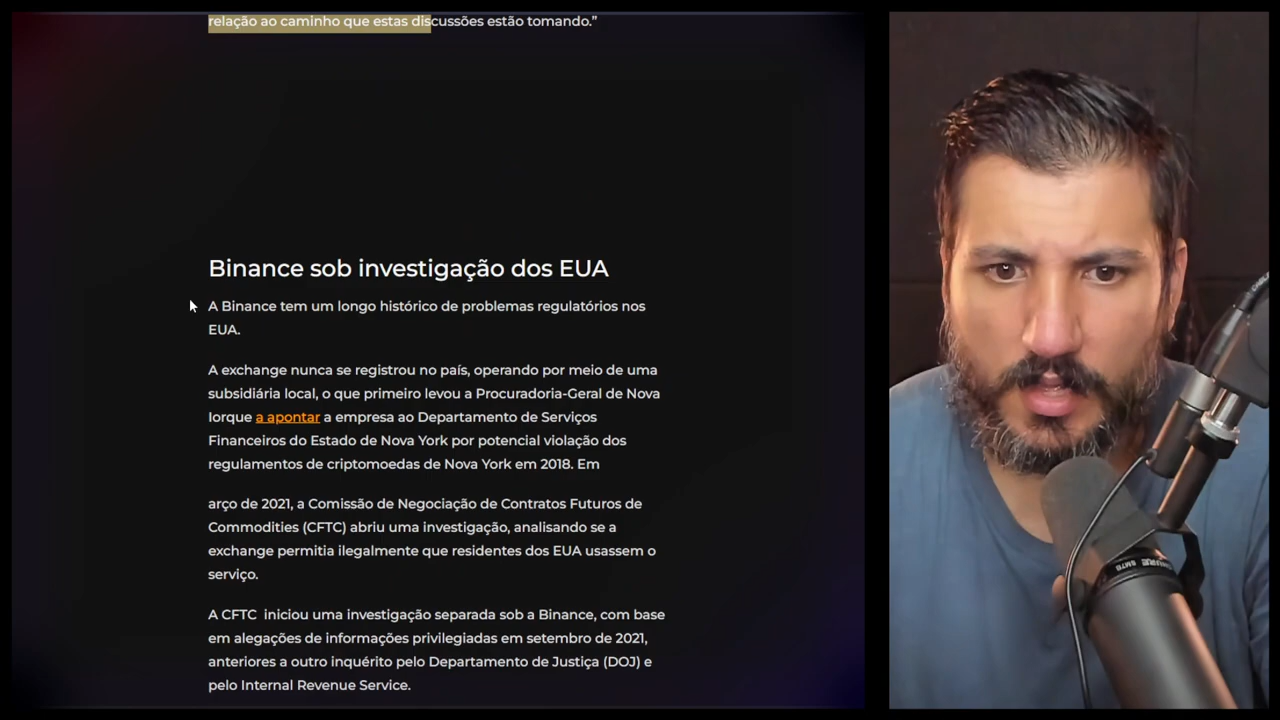 relação ao caminho que estas discussões estão tomando.”
Binance sob investigação dos EUA
A Binance tem um longo histórico de problemas regulatórios nos
EUA.
A exchange nunca se registrou no país, operando por meio de uma
subsidiária local, o que primeiro levou a Procuradoria-Geral de Nova
Iorque a apontar a empresa ao Departamento de Serviços
Financeiros do Estado de Nova York por potencial violação dos
regulamentos de criptomoedas de Nova York em 2018. Em
arço de 2021, a Comissão de Negociação de Contratos Futuros de
Commodities (CFTC) abriu uma investigação, analisando se a
exchange permitia ilegalmente que residentes dos EUA usassem o
serviço.
A CFTC  iniciou uma investigação separada sob a Binance, com base
em alegações de informações privilegiadas em setembro de 2021,
anteriores a outro inquérito pelo Departamento de Justiça (DOJ) e
pelo Internal Revenue Service.
SHURE SM7B